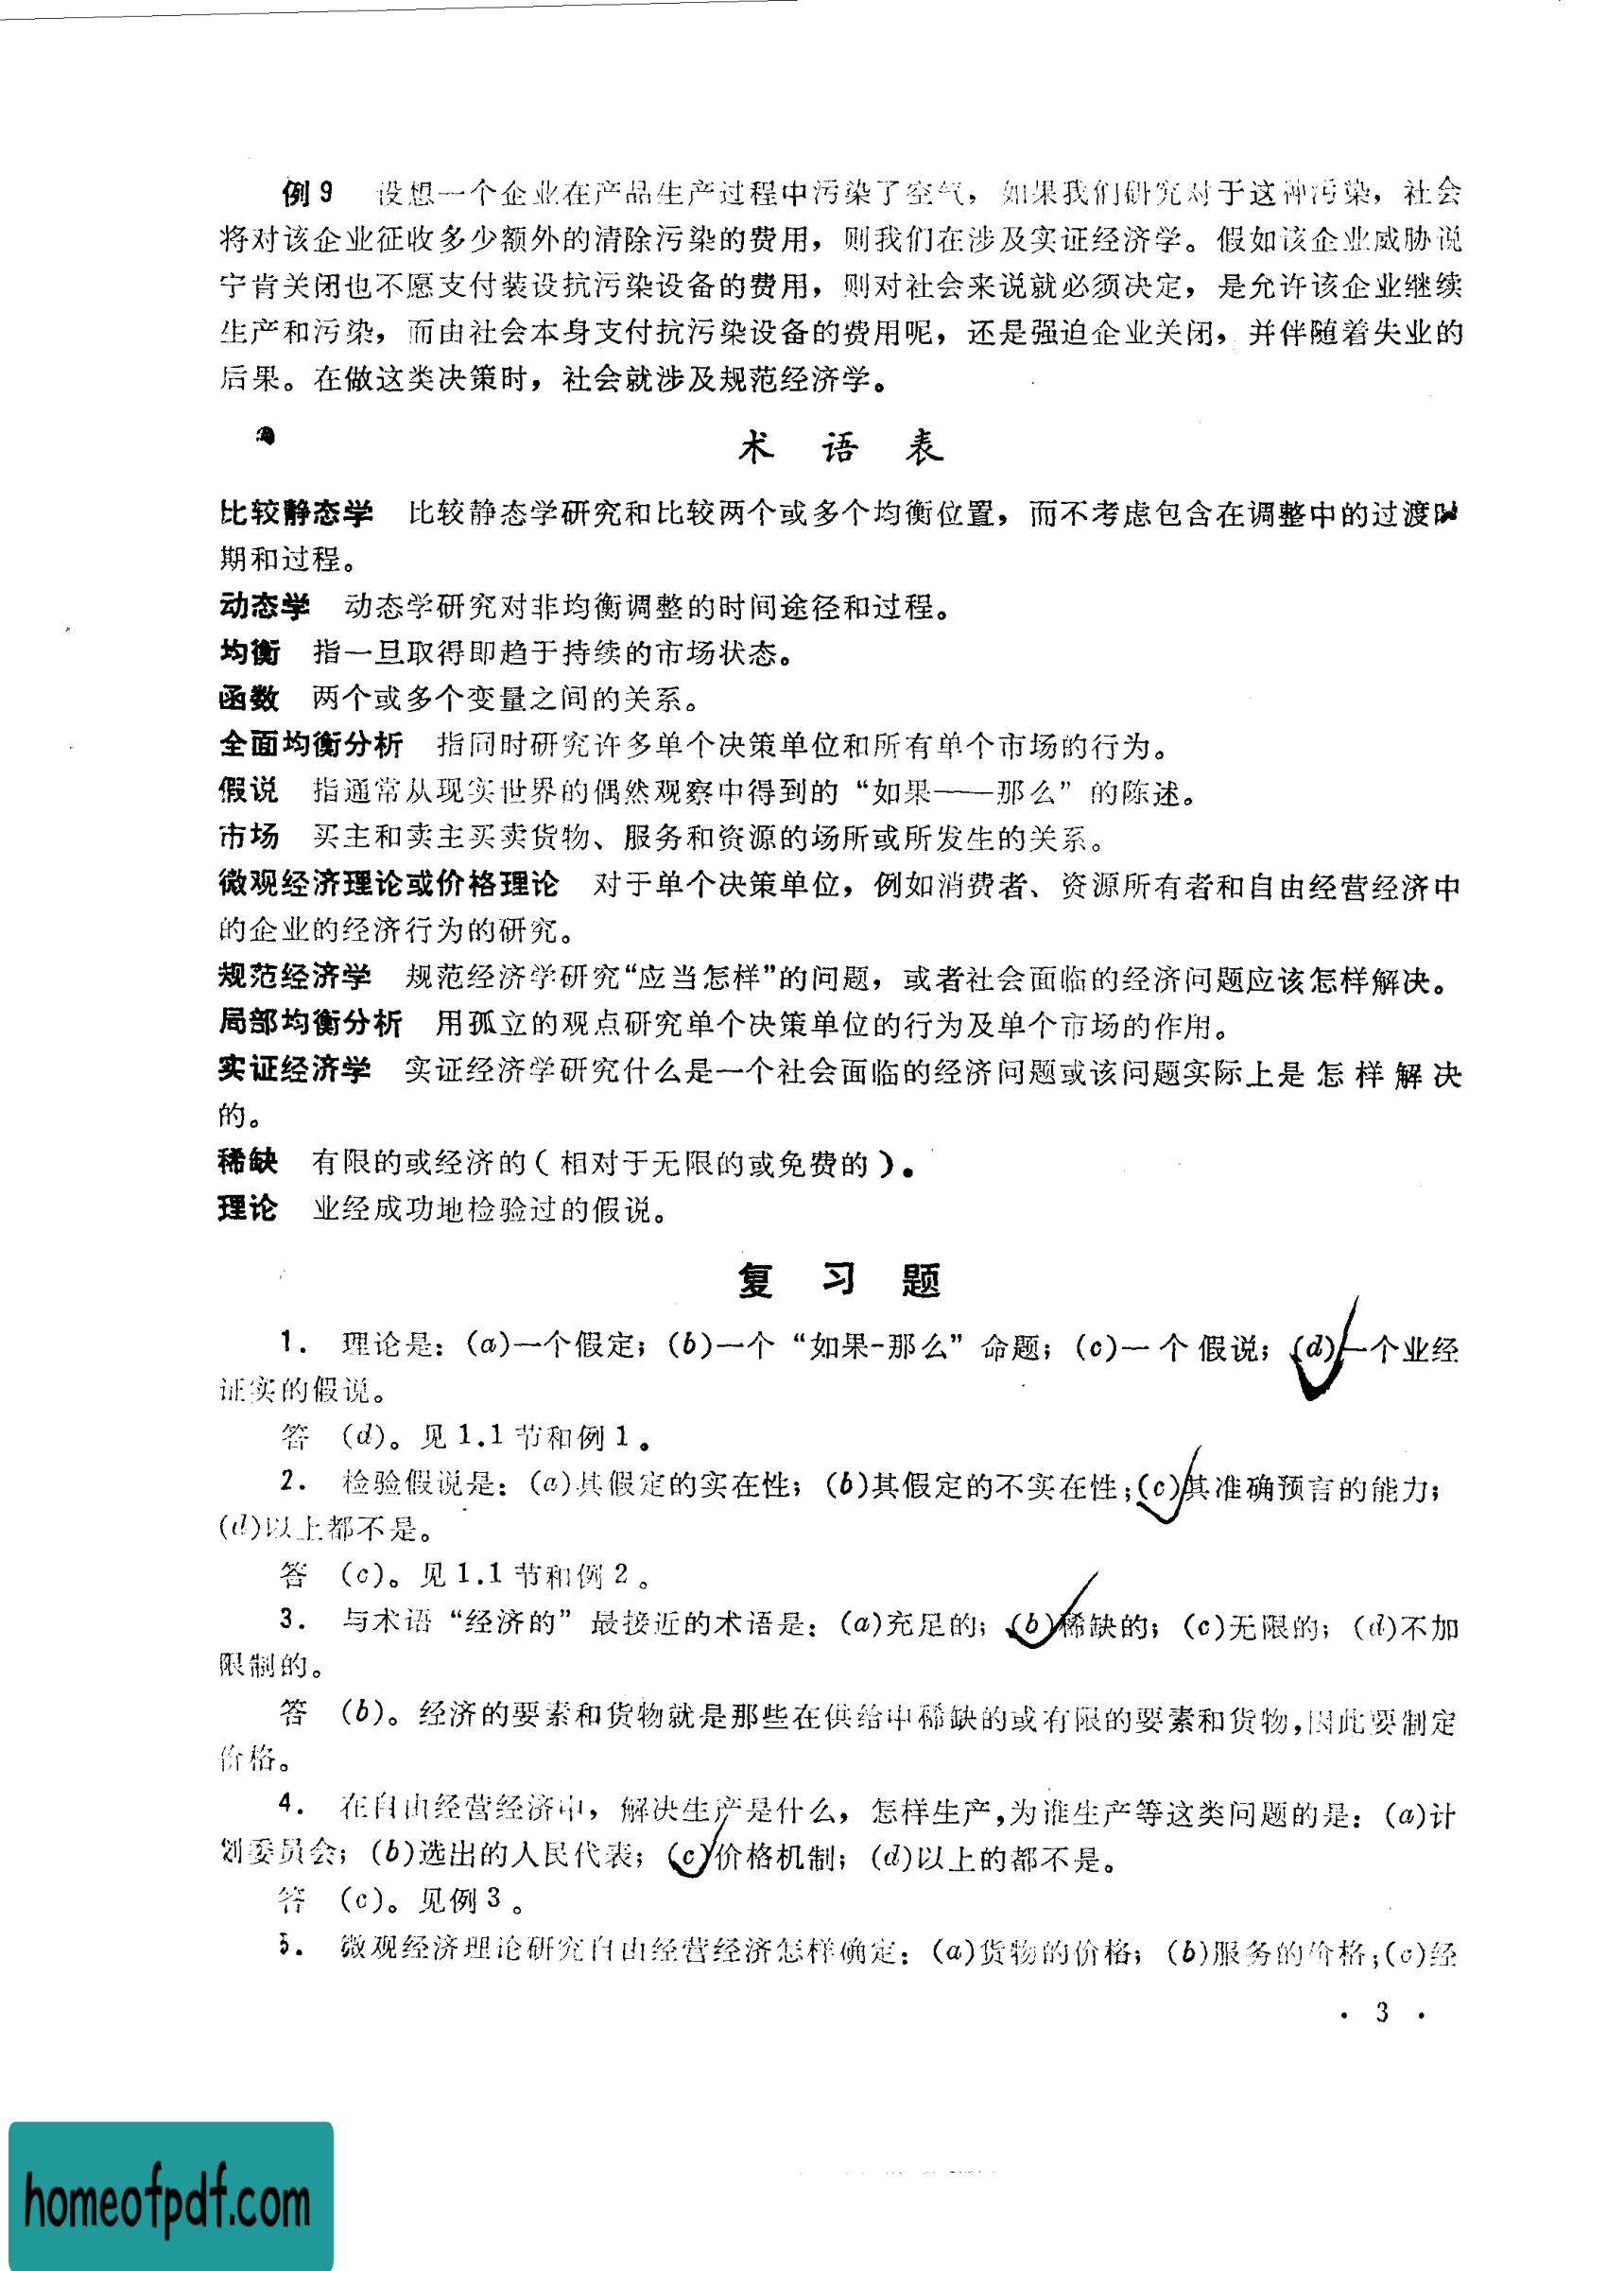 例9 设想一个企业在产品生产过程中污染了空气，如果我们研究对于这种污染，社会
将对该企业征收多少额外的清除污染的费用，则我们在涉及实证经济学。假如该企业威胁说
宁肯关闭也不愿支付装设抗污染设备的费用，则对社会来说就必须决定，是允许该企业继续
生产和污染，而由社会本身支付抗污染设备的费用呢，还是强迫企业关闭，并伴随着失业的
后果。在做这类决策时，社会就涉及规范经济学。
术语表
比较静态学 比较静态学研究和比较两个或多个均衡位置，而不考虑包含在调整中的过渡时
期和过程。
动态学 动态学研究对非均衡调整的时间途径和过程。
均衡 指一旦取得即趋于持续的市场状态。
函数 两个或多个变量之间的关系。
全面均衡分析 指同时研究许多单个决策单位和所有单个市场的行为。
假说 指通常从现实世界的偶然观察中得到的“如果——那么”的陈述。
市场 买主和卖主买卖货物、服务和资源的场所或所发生的关系。
微观经济理论或价格理论 对于单个决策单位，例如消费者、资源所有者和自由经营经济中
的企业的经济行为的研究。
规范经济学 规范经济学研究“应当怎样”的问题，或者社会面临的经济问题应该怎样解决。
局部均衡分析 用孤立的观点研究单个决策单位的行为及单个市场的作用。
实证经济学 实证经济学研究什么是一个社会面临的经济问题或该问题实际上是怎样解决
的。
稀缺 有限的或经济的（相对于无限的或免费的）。
理论 业经成功地检验过的假说。
复习题
1. 理论是：(a)一个假定；(b)一个“如果-那么”命题；(c)一个假说；(d)一个业经
证实的假说。
答 (d)。见1.1节和例1。
2. 检验假说是：(a)其假定的实在性；(b)其假定的不实在性；(c)其准确预言的能力；
(d)以上都不是。
答 (c)。见1.1节和例2。
3. 与术语“经济的”最接近的术语是：(a)充足的；(b)稀缺的；(c)无限的；(d)不加
限制的。
答 (b)。经济的要素和货物就是那些在供给中稀缺的或有限的要素和货物，因此要制定
价格。
4. 在自由经营经济中，解决生产是什么，怎样生产，为谁生产等这类问题的是：(a)计
划委员会；(b)选出的人民代表；(c)价格机制；(d)以上的都不是。
答 (c)。见例3。
5. 微观经济理论研究自由经营经济怎样确定：(a)货物的价格；(b)服务的价格；(c)经
· 3 ·
homeofpdf.com